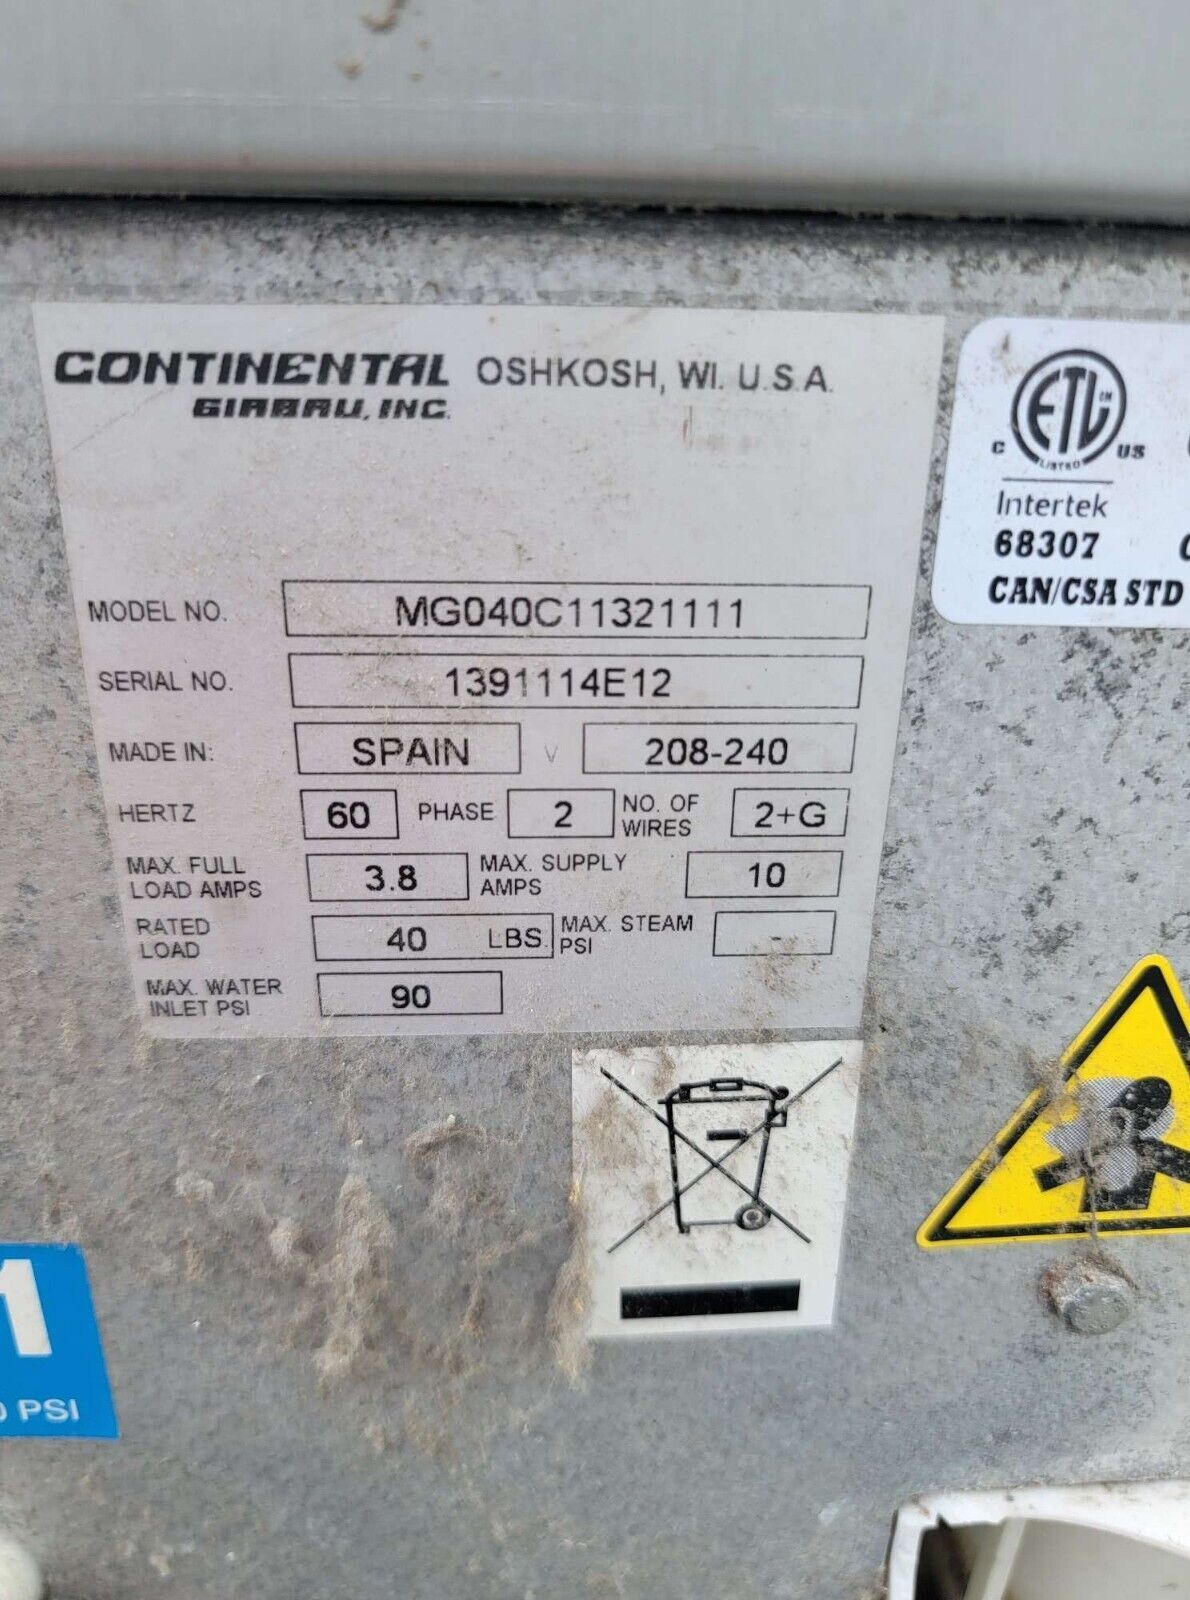 CONTINENTAL OSHKOSH, WI. U.S.A.
GIRBAU, INC.
MODEL NO. MG040C11321111
SERIAL NO. 1391114E12
MADE IN: SPAIN V 208-240
HERTZ 60 PHASE 2 NO. OF WIRES 2+G
MAX. FULL LOAD AMPS 3.8 MAX. SUPPLY AMPS 10
RATED LOAD 40 LBS. MAX. STEAM PSI
MAX. WATER INLET PSI 90
ETL
IN
C US
LISTED
Intertek
68307
CAN/CSA STD
1
PSI